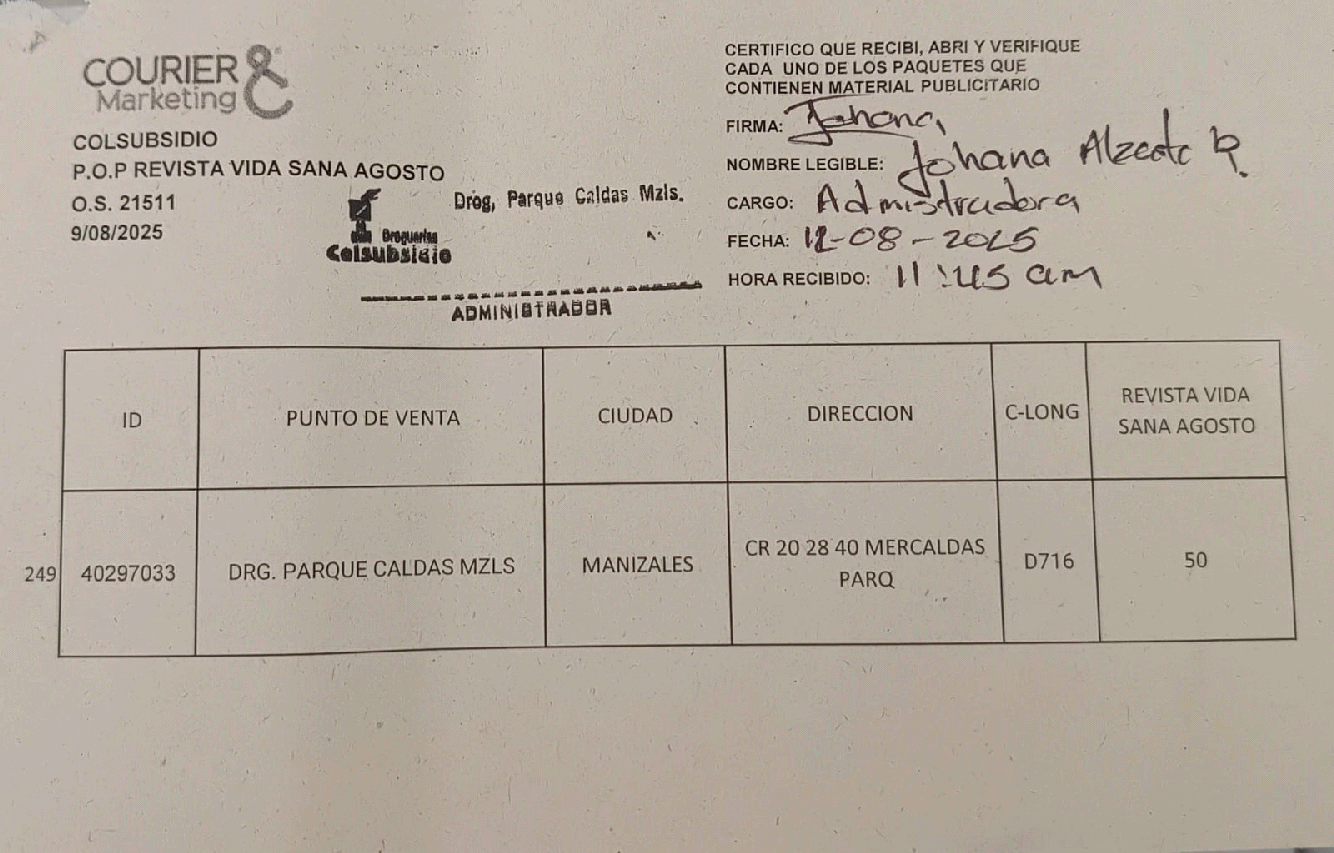 COURIER &
Marketing
COLSUBSIDIO
P.O.P REVISTA VIDA SANA AGOSTO
O.S. 21511
9/08/2025
Droguerías
Colsubsidio
Drog, Parque Caldas Mzls.
ADMINISTRADOR
CERTIFICO QUE RECIBI, ABRI Y VERIFIQUE
CADA UNO DE LOS PAQUETES QUE
CONTIENEN MATERIAL PUBLICITARIO
FIRMA: Johana
NOMBRE LEGIBLE: Johana
CARGO: Administradora
FECHA: 12-08-2025
HORA RECIBIDO: 11:45 am
ID PUNTO DE VENTA CIUDAD DIRECCION C-LONG REVISTA VIDA
SANA AGOSTO
249 40297033 DRG. PARQUE CALDAS MZLS MANIZALES CR 20 28 40 MERCALDAS D716 50
PARQ